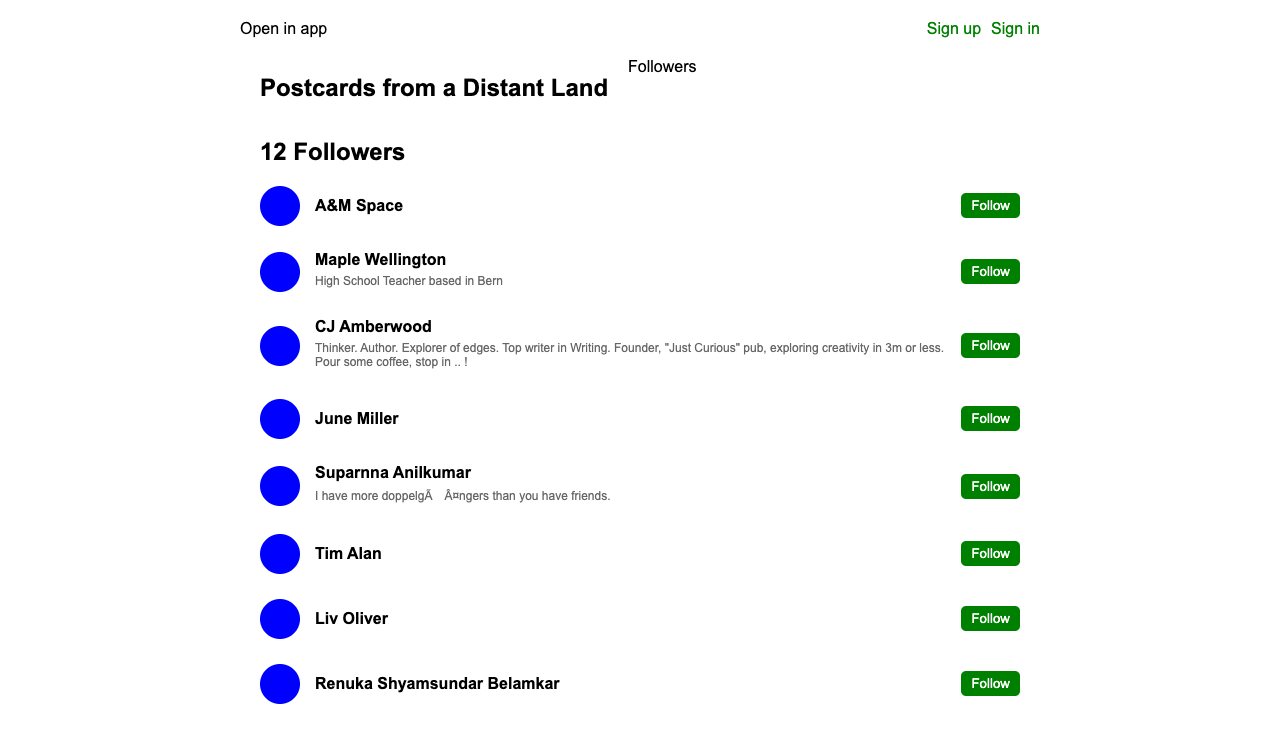 Open in app
Sign up Sign in
Followers
Postcards from a Distant Land
12 Followers
A&M Space
Follow
Maple Wellington
High School Teacher based in Bern
Follow
CJ Amberwood
Thinker. Author. Explorer of edges. Top writer in Writing. Founder, "Just Curious" pub, exploring creativity in 3m or less.
Pour some coffee, stop in .. !
Follow
June Miller
Follow
Suparnna Anilkumar
I have more doppelgÃ Â¤ngers than you have friends.
Follow
Tim Alan
Follow
Liv Oliver
Follow
Renuka Shyamsundar Belamkar
Follow